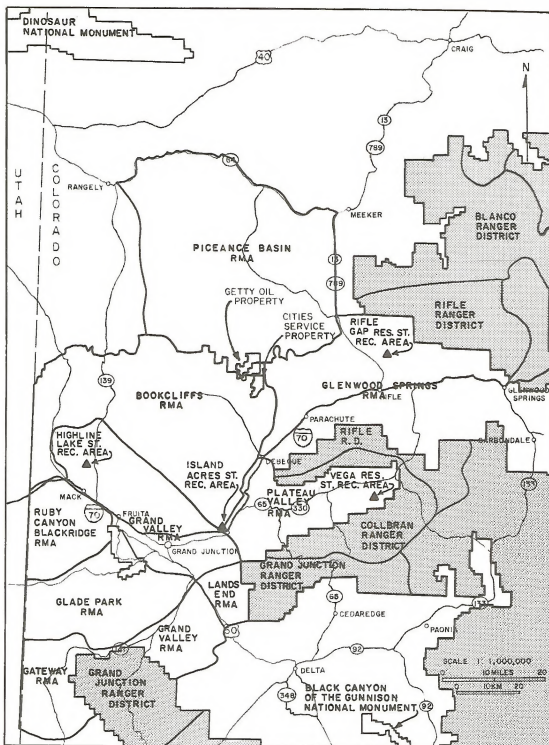 DINOSAUR
NATIONAL MONUMENT
CRAIG
40
N
13
789
UTAH
COLORADO
64
RANGELY
MEEKER
BLANCO
RANGER
DISTRICT
PICEANCE BASIN
RMA
13
789
GETTY OIL
PROPERTY
CITIES
SERVICE
PROPERTY
RIFLE
RANGER
DISTRICT
RIFLE
GAP RES. ST.
REC. AREA
139
BOOKCLIFFS
RMA
GLENWOOD SPRINGS
RMA
RIFLE
GLENWOOD
SPRINGS
PARACHUTE
70
HIGHLINE
LAKE ST.
REC. AREA
RIFLE
R.D.
CARBONDALE
DEBEQUE
ISLAND
ACRES ST.
REC. AREA
VEGA RES.
ST. REC. AREA
133
MACK
PLATEAU
VALLEY
RMA
65
330
70
FRUITA
RUBY
CANYON
BLACKRIDGE
RMA
GRAND
VALLEY
RMA
COLLBRAN
RANGER
DISTRICT
GRAND JUNCTION
GRAND JUNCTION
RANGER
DISTRICT
LANDS
END
RMA
GLADE PARK
RMA
GRAND
VALLEY
RMA
65
133
CEDAREDGE
50
PAONIA
141
92
GATEWAY
RMA
GRAND
JUNCTION
RANGER
DISTRICT
DELTA
SCALE 1: 1,000,000
0 10 MILES 20
0 10 KM 20
348
BLACK CANYON
OF THE GUNNISON
NATIONAL MONUMENT
92